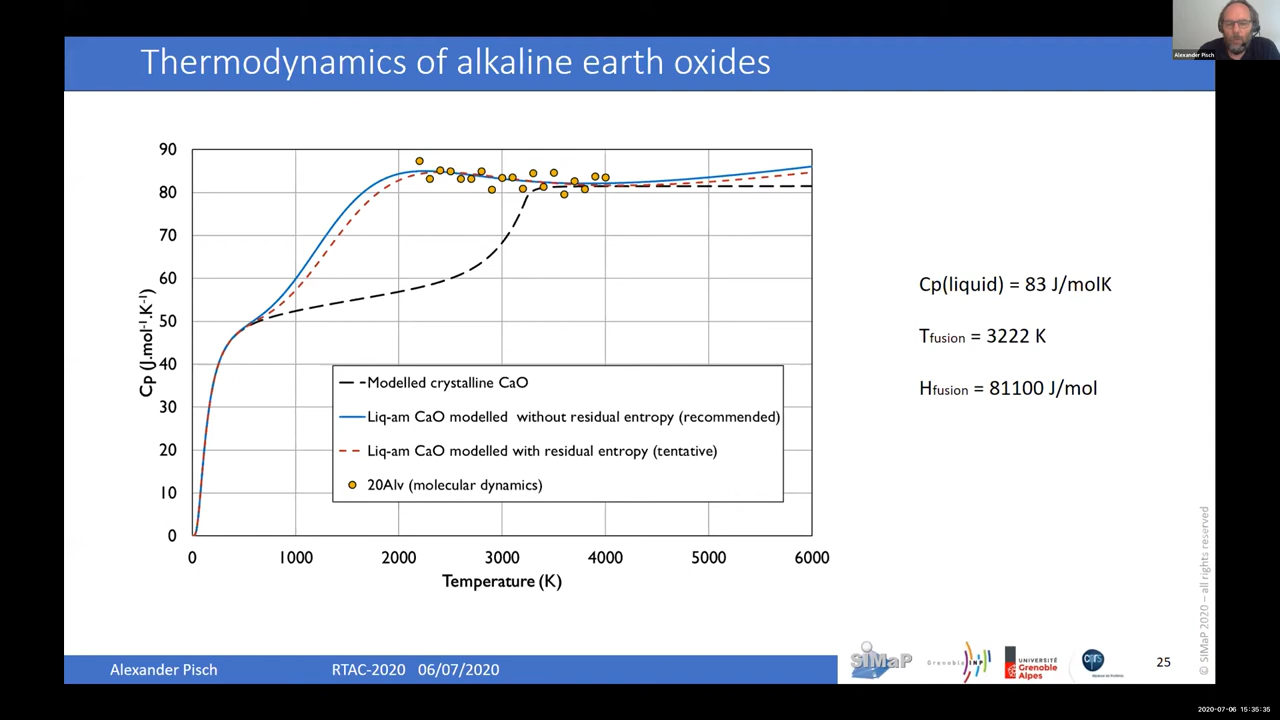 Alexander Pisch
Thermodynamics of alkaline earth oxides
90
80
70
60
50
40
30
20
10
0
Cp (J.mol-1.K-1)
0 1000 2000 3000 4000 5000 6000
Temperature (K)
Modelled crystalline CaO
Liq-am CaO modelled without residual entropy (recommended)
Liq-am CaO modelled with residual entropy (tentative)
20Alv (molecular dynamics)
Cp(liquid) = 83 J/molK
Tfusion = 3222 K
Hfusion = 81100 J/mol
© SIMaP 2020 – all rights reserved
Alexander Pisch RTAC-2020 06/07/2020
SIMaP
Grenoble INP
UNIVERSITÉ
Grenoble
Alpes
cnrs
25
2020-07-06 15:35:35